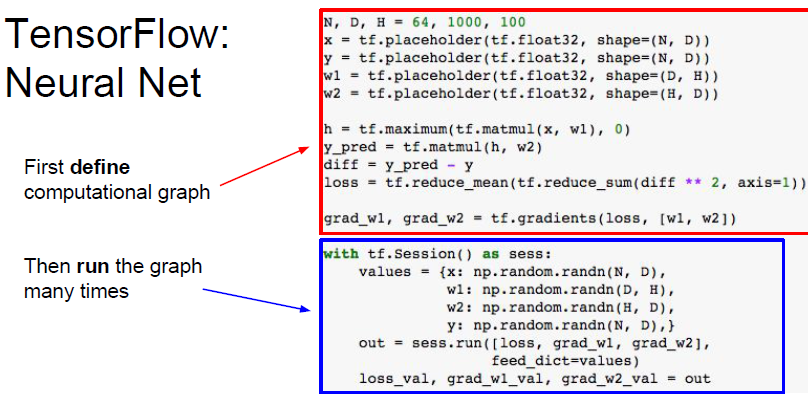 TensorFlow:
Neural Net
First define
computational graph
Then run the graph
many times
N, D, H = 64, 1000, 100
x = tf.placeholder(tf.float32, shape=(N, D))
y = tf.placeholder(tf.float32, shape=(N, D))
w1 = tf.placeholder(tf.float32, shape=(D, H))
w2 = tf.placeholder(tf.float32, shape=(H, D))
h = tf.maximum(tf.matmul(x, w1), 0)
y_pred = tf.matmul(h, w2)
diff = y_pred - y
loss = tf.reduce_mean(tf.reduce_sum(diff ** 2, axis=1))
grad_w1, grad_w2 = tf.gradients(loss, [w1, w2])
with tf.Session() as sess:
values = {x: np.random.randn(N, D),
w1: np.random.randn(D, H),
w2: np.random.randn(H, D),
y: np.random.randn(N, D),}
out = sess.run([loss, grad_w1, grad_w2],
feed_dict=values)
loss_val, grad_w1_val, grad_w2_val = out